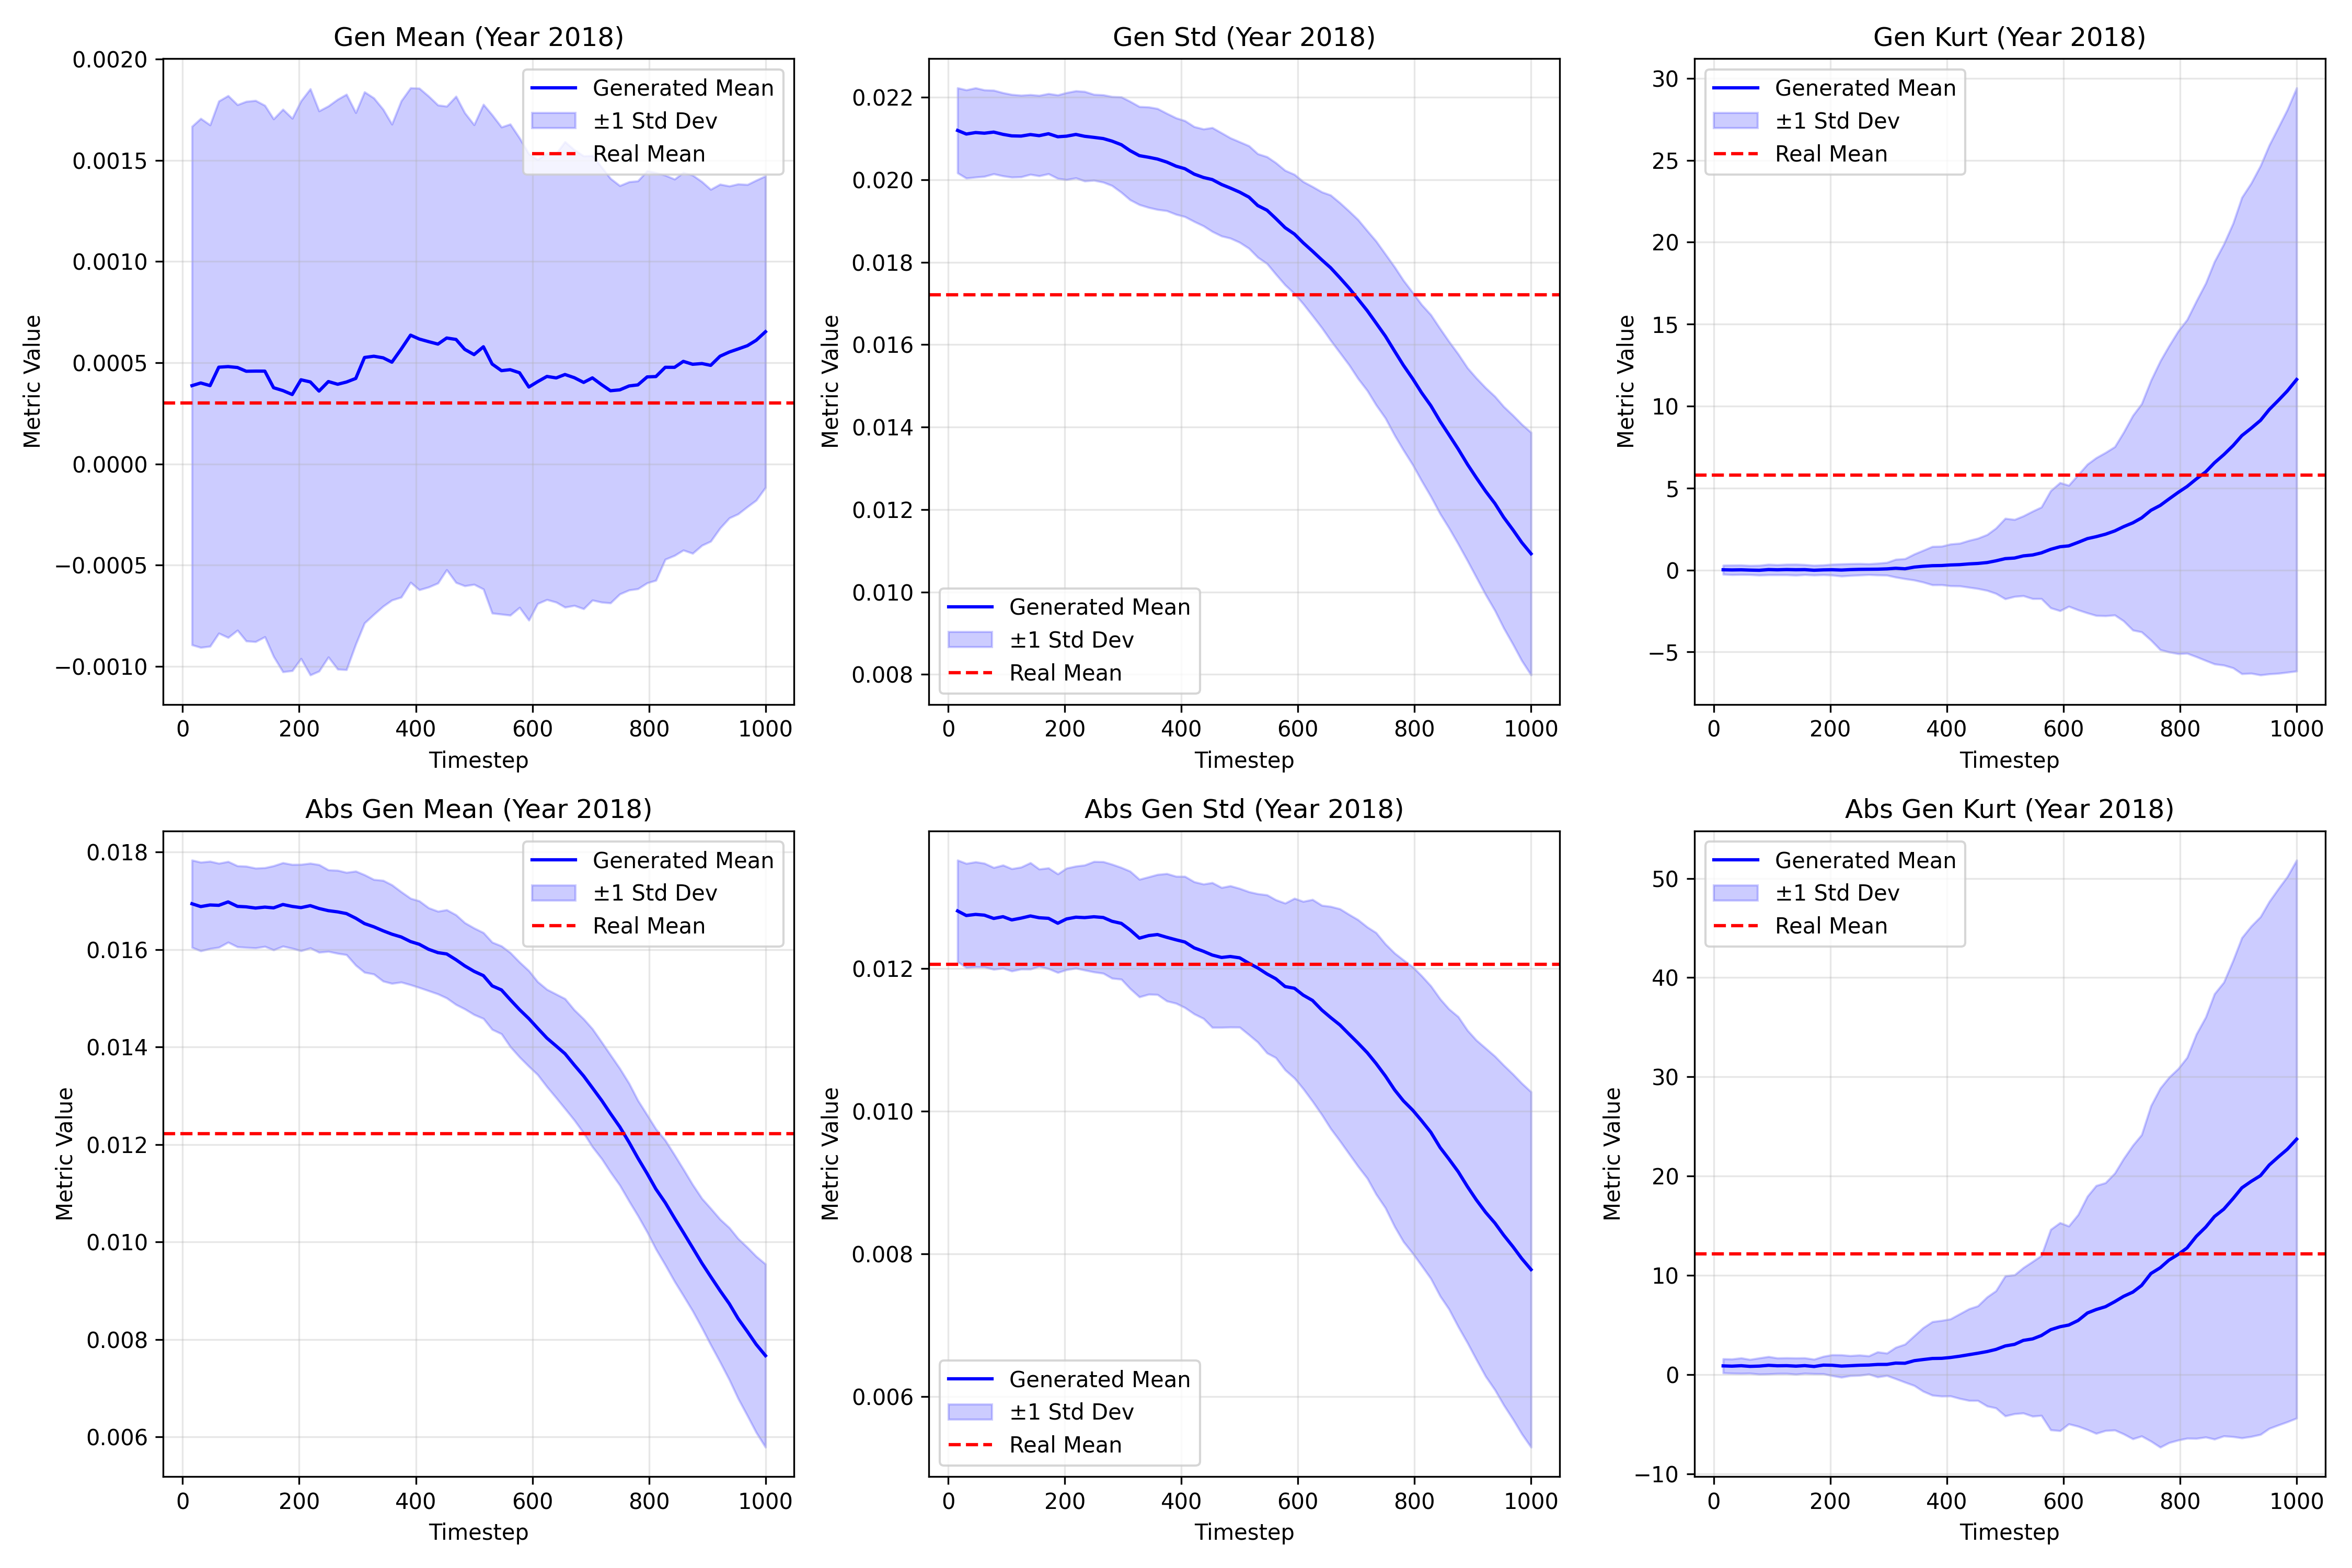 Gen Mean (Year 2018)
Metric Value
0.0020
0.0015
0.0010
0.0005
0.0000
−0.0005
−0.0010
Generated Mean
±1 Std Dev
Real Mean
0 200 400 600 800 1000
Timestep
Gen Std (Year 2018)
Metric Value
0.022
0.020
0.018
0.016
0.014
0.012
0.010
0.008
Generated Mean
±1 Std Dev
Real Mean
0 200 400 600 800 1000
Timestep
Gen Kurt (Year 2018)
Metric Value
30
25
20
15
10
5
0
−5
Generated Mean
±1 Std Dev
Real Mean
0 200 400 600 800 1000
Timestep
Abs Gen Mean (Year 2018)
Metric Value
0.018
0.016
0.014
0.012
0.010
0.008
0.006
Generated Mean
±1 Std Dev
Real Mean
0 200 400 600 800 1000
Timestep
Abs Gen Std (Year 2018)
Metric Value
0.012
0.010
0.008
0.006
Generated Mean
±1 Std Dev
Real Mean
0 200 400 600 800 1000
Timestep
Abs Gen Kurt (Year 2018)
Metric Value
50
40
30
20
10
0
−10
Generated Mean
±1 Std Dev
Real Mean
0 200 400 600 800 1000
Timestep